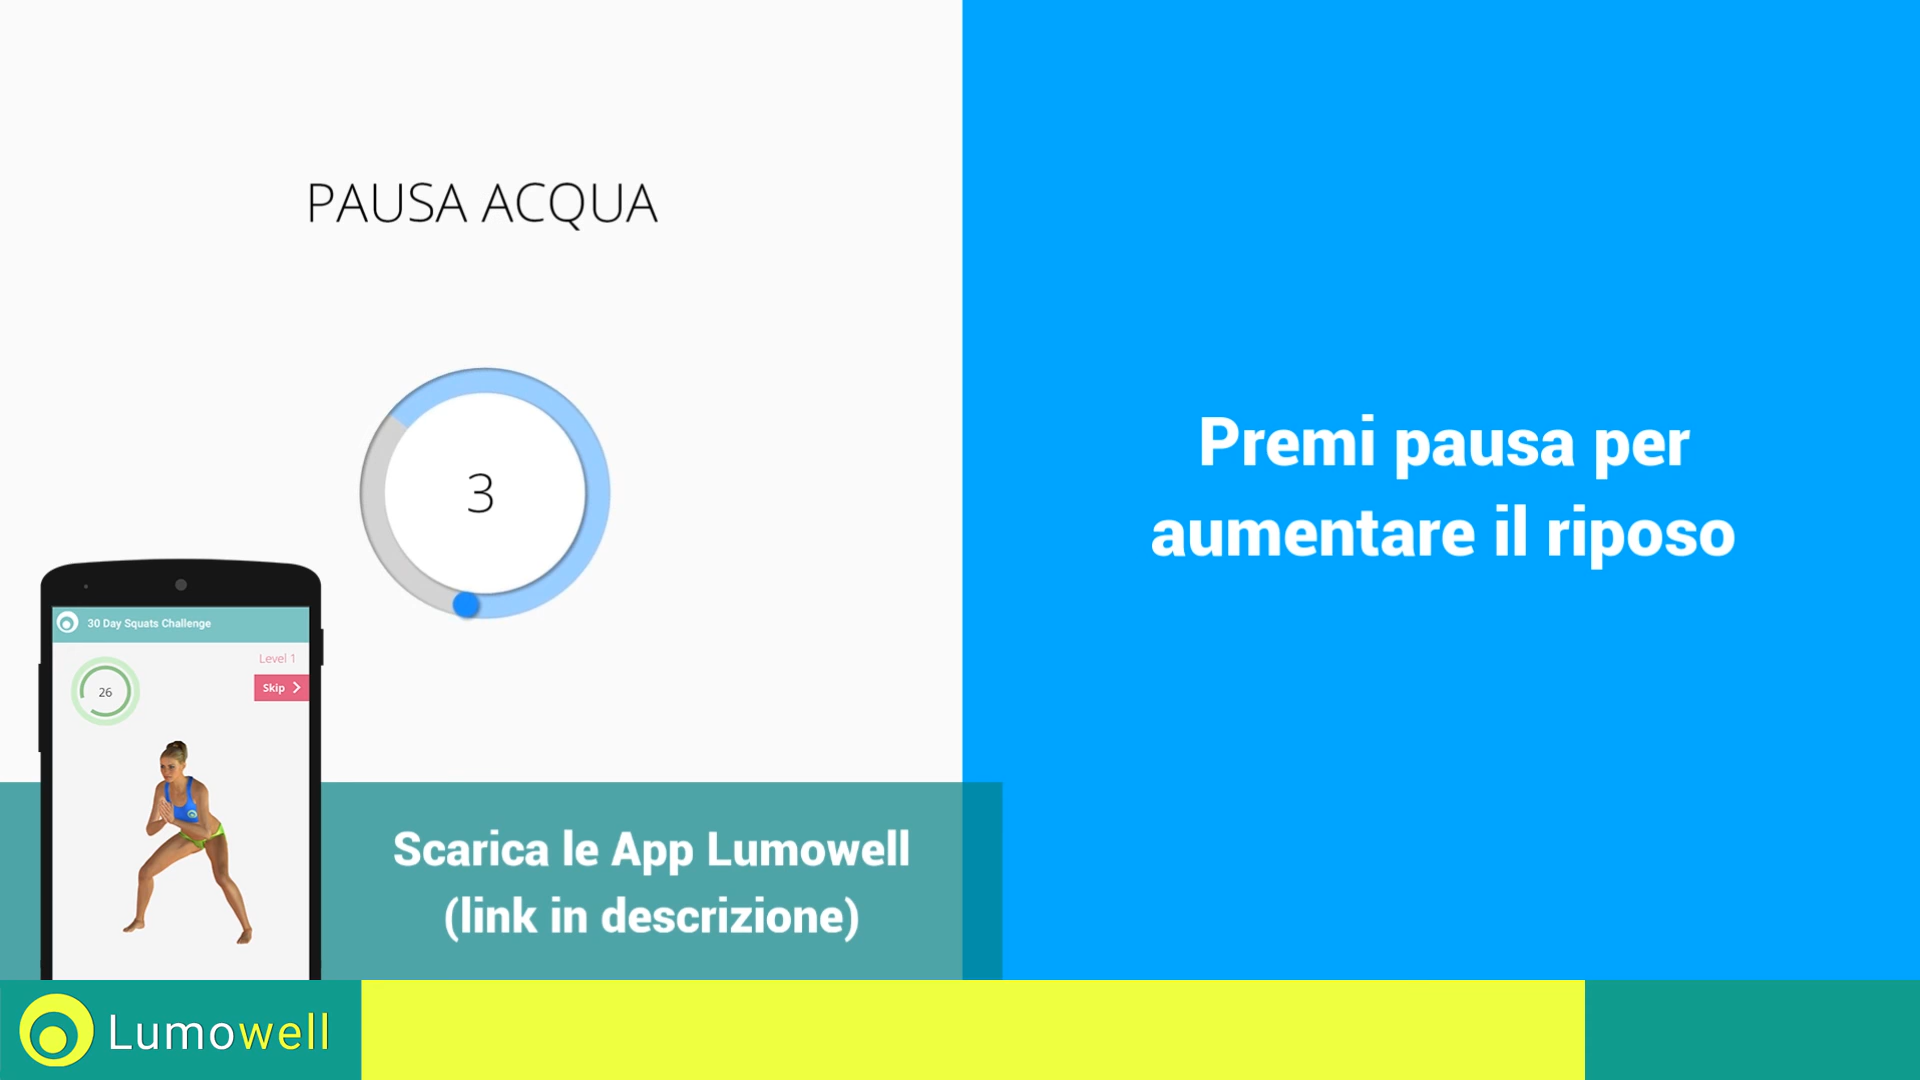 PAUSA ACQUA
3
Premi pausa per
aumentare il riposo
30 Day Squats Challenge
Level 1
26
Skip
Scarica le App Lumowell
(link in descrizione)
Lumowell